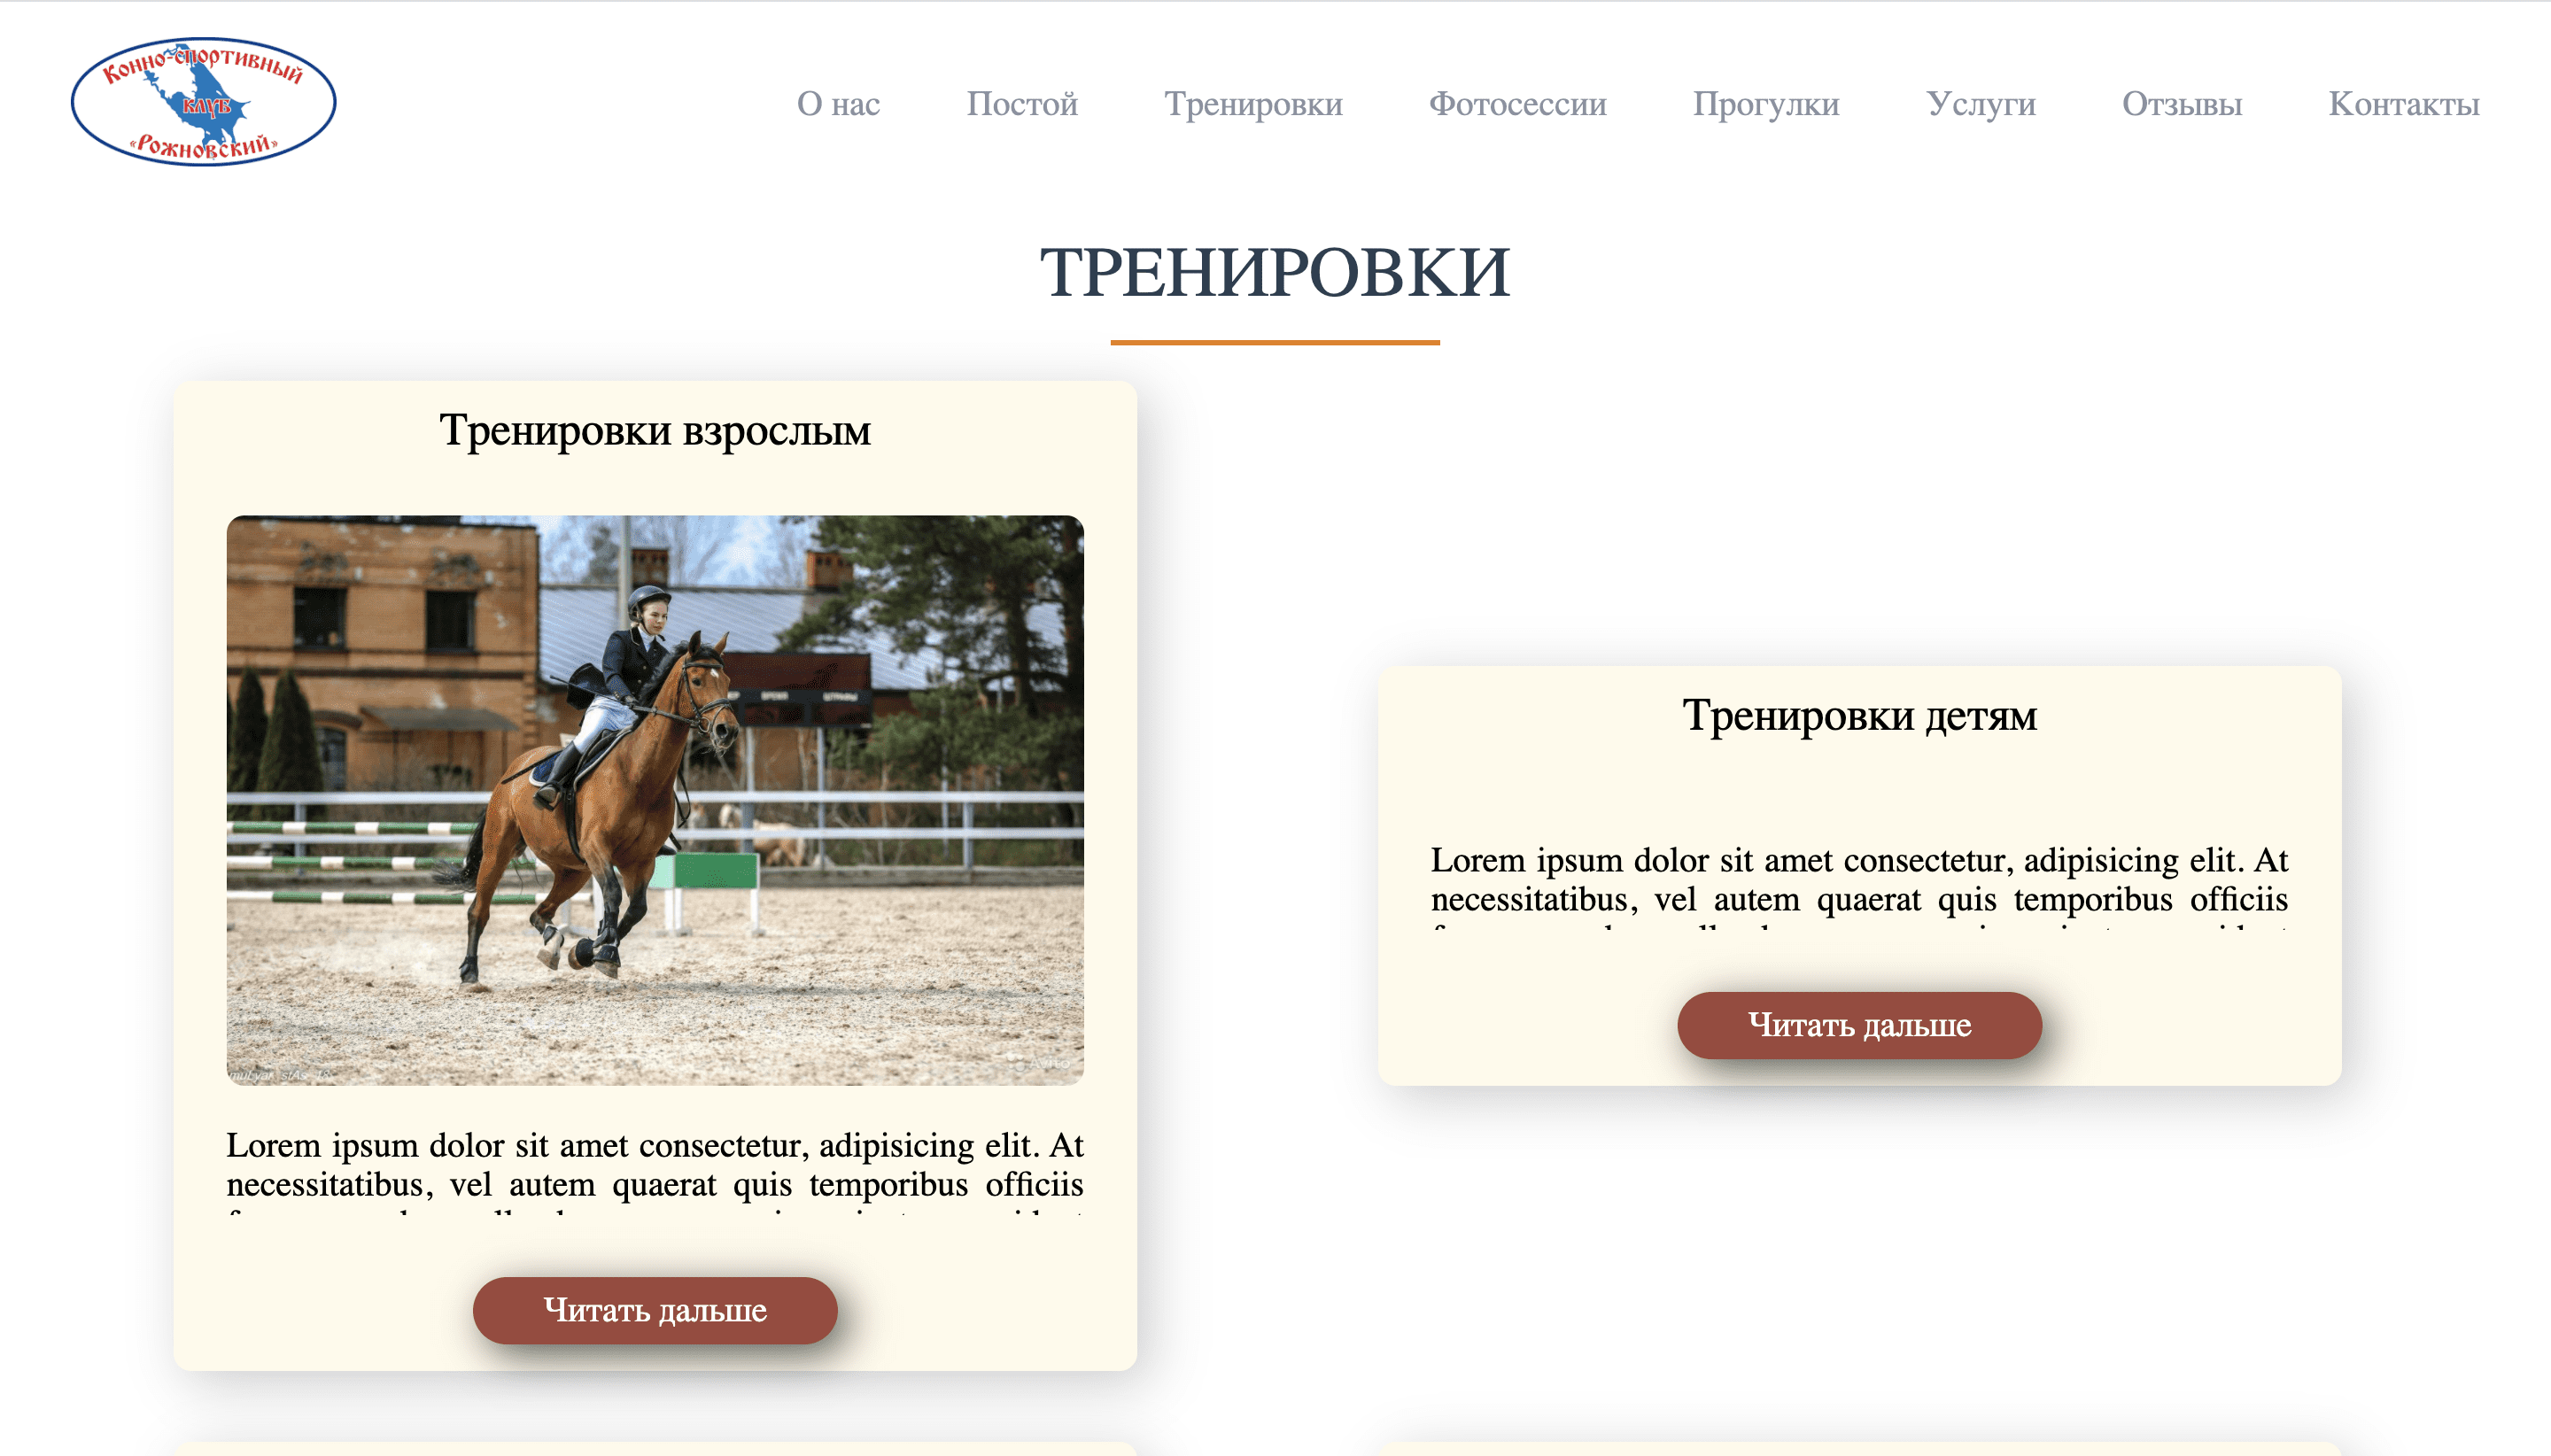 Конно-спортивный
клуб
«Рожновский»
О нас Постой Тренировки Фотосессии Прогулки Услуги Отзывы Контакты
ТРЕНИРОВКИ
Тренировки взрослым
Lorem ipsum dolor sit amet consectetur, adipisicing elit. At
necessitatibus, vel autem quaerat quis temporibus officiis
Читать дальше
Тренировки детям
Lorem ipsum dolor sit amet consectetur, adipisicing elit. At
necessitatibus, vel autem quaerat quis temporibus officiis
Читать дальше